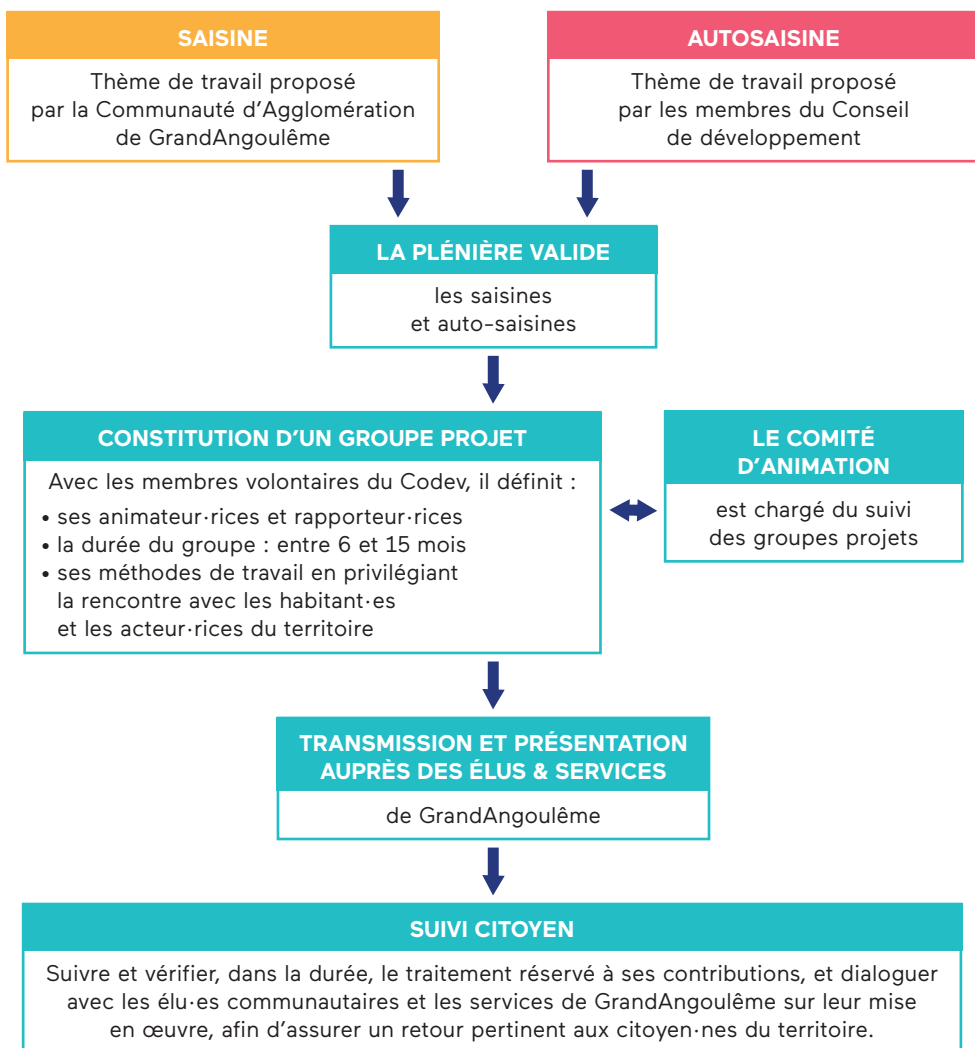 SAISINE
Thème de travail proposé
par la Communauté d'Agglomération
de GrandAngoulême
AUTOSAISINE
Thème de travail proposé
par les membres du Conseil
de développement
LA PLÉNIÈRE VALIDE
les saisines
et auto-saisines
CONSTITUTION D'UN GROUPE PROJET
Avec les membres volontaires du Codev, il définit :
• ses animateur·rices et rapporteur·rices
• la durée du groupe : entre 6 et 15 mois
• ses méthodes de travail en privilégiant
la rencontre avec les habitant·es
et les acteur·rices du territoire
LE COMITÉ
D'ANIMATION
est chargé du suivi
des groupes projets
TRANSMISSION ET PRÉSENTATION
AUPRÈS DES ÉLUS & SERVICES
de GrandAngoulême
SUIVI CITOYEN
Suivre et vérifier, dans la durée, le traitement réservé à ses contributions, et dialoguer
avec les élu·es communautaires et les services de GrandAngoulême sur leur mise
en œuvre, afin d'assurer un retour pertinent aux citoyen·nes du territoire.